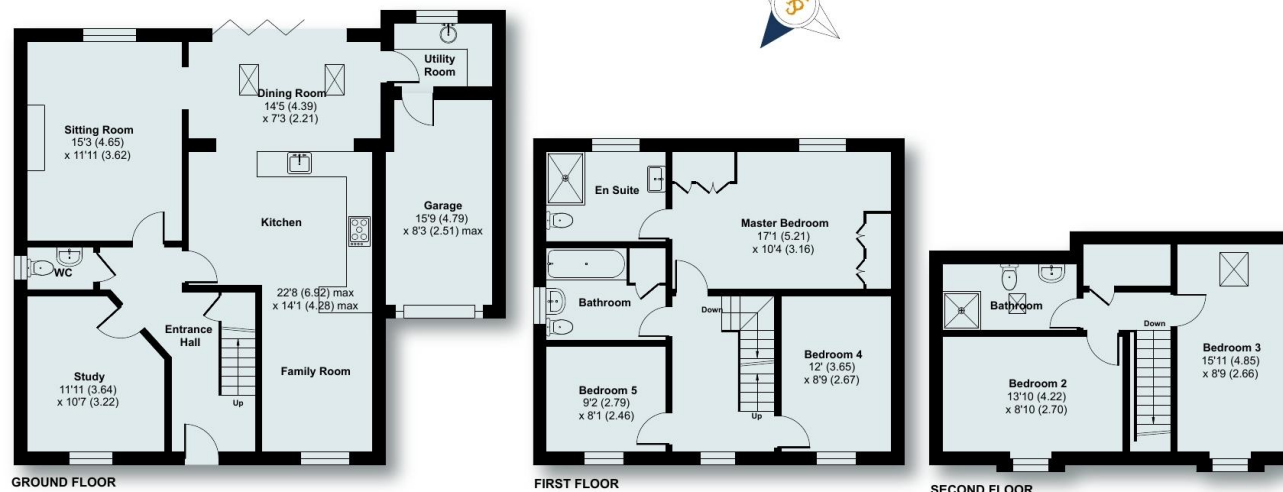 Utility
Room
Dining Room
14'5 (4.39)
x 7'3 (2.21)
Sitting Room
15'3 (4.65)
x 11'11 (3.62)
Garage
15'9 (4.79)
x 8'3 (2.51) max
Kitchen
22'8 (6.92) max
x 14'1 (4.28) max
WC
Entrance
Hall
Study
11'11 (3.64)
x 10'7 (3.22)
Up
Family Room
GROUND FLOOR
En Suite
Master Bedroom
17'1 (5.21)
x 10'4 (3.16)
Bathroom
Down
Bedroom 4
12' (3.65)
x 8'9 (2.67)
Bedroom 5
9'2 (2.79)
x 8'1 (2.46)
Up
FIRST FLOOR
Bathroom
Down
Bedroom 3
15'11 (4.85)
x 8'9 (2.66)
Bedroom 2
13'10 (4.22)
x 8'10 (2.70)
SECOND FLOOR